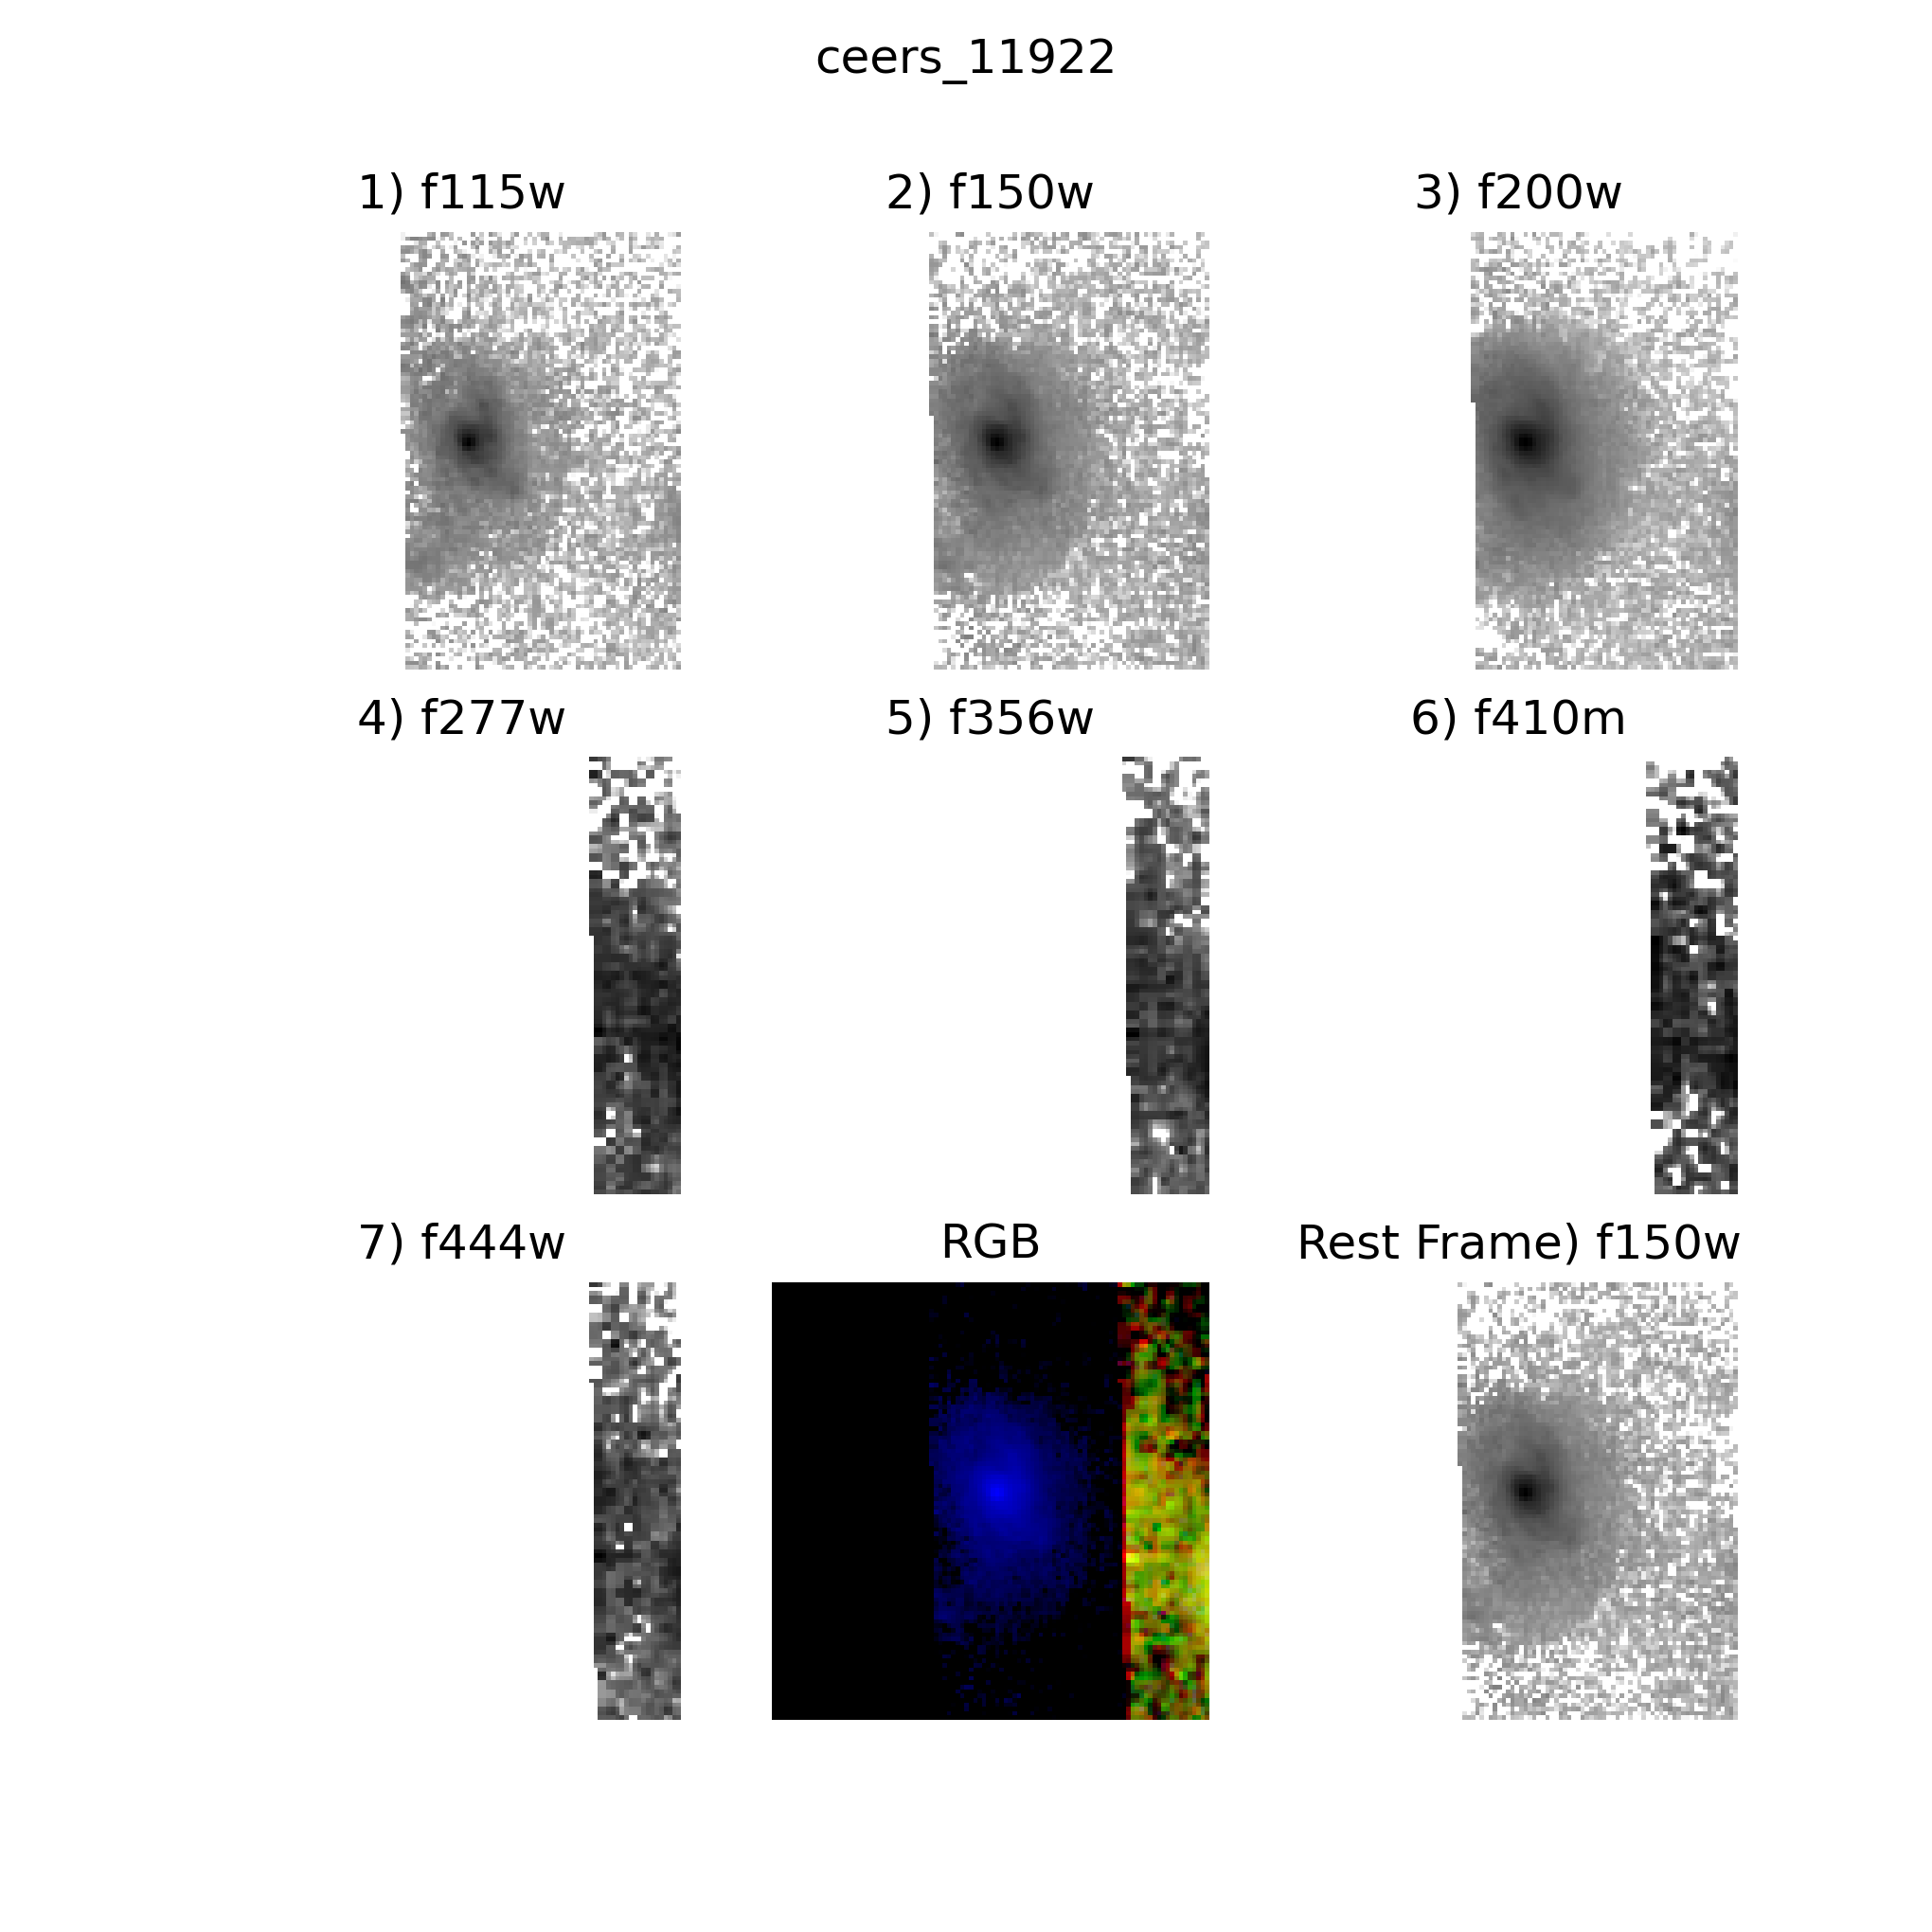 ceers_11922
1) f115w
2) f150w
3) f200w
4) f277w
5) f356w
6) f410m
7) f444w
RGB
Rest Frame) f150w